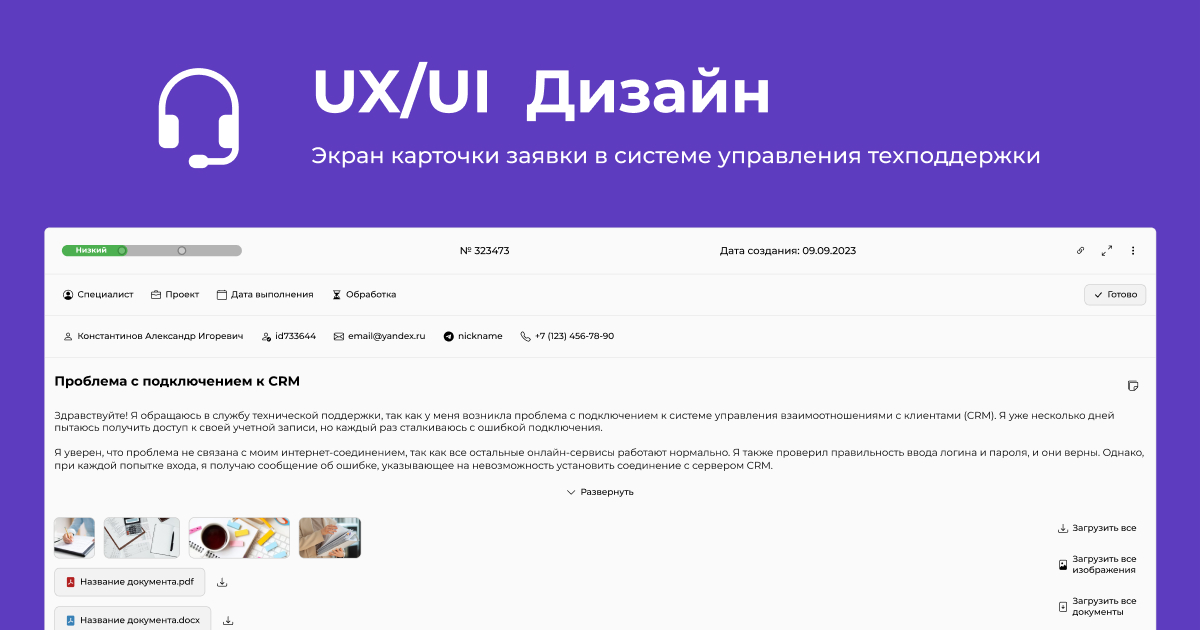 UX/UI Дизайн
Экран карточки заявки в системе управления техподдержки
Низкий
№ 323473
Дата создания: 09.09.2023
Специалист
Проект
Дата выполнения
Обработка
Готово
Константинов Александр Игоревич
id733644
email@yandex.ru
nickname
+7 (123) 456-78-90
Проблема с подключением к CRM
Здравствуйте! Я обращаюсь в службу технической поддержки, так как у меня возникла проблема с подключением к системе управления взаимоотношениями с клиентами (CRM). Я уже несколько дней
пытаюсь получить доступ к своей учетной записи, но каждый раз сталкиваюсь с ошибкой подключения.
Я уверен, что проблема не связана с моим интернет-соединением, так как все остальные онлайн-сервисы работают нормально. Я также проверил правильность ввода логина и пароля, и они верны. Однако,
при каждой попытке входа, я получаю сообщение об ошибке, указывающее на невозможность установить соединение с сервером CRM.
Развернуть
Загрузить все
Загрузить все
изображения
Название документа.pdf
Загрузить все
документы
Название документа.docx